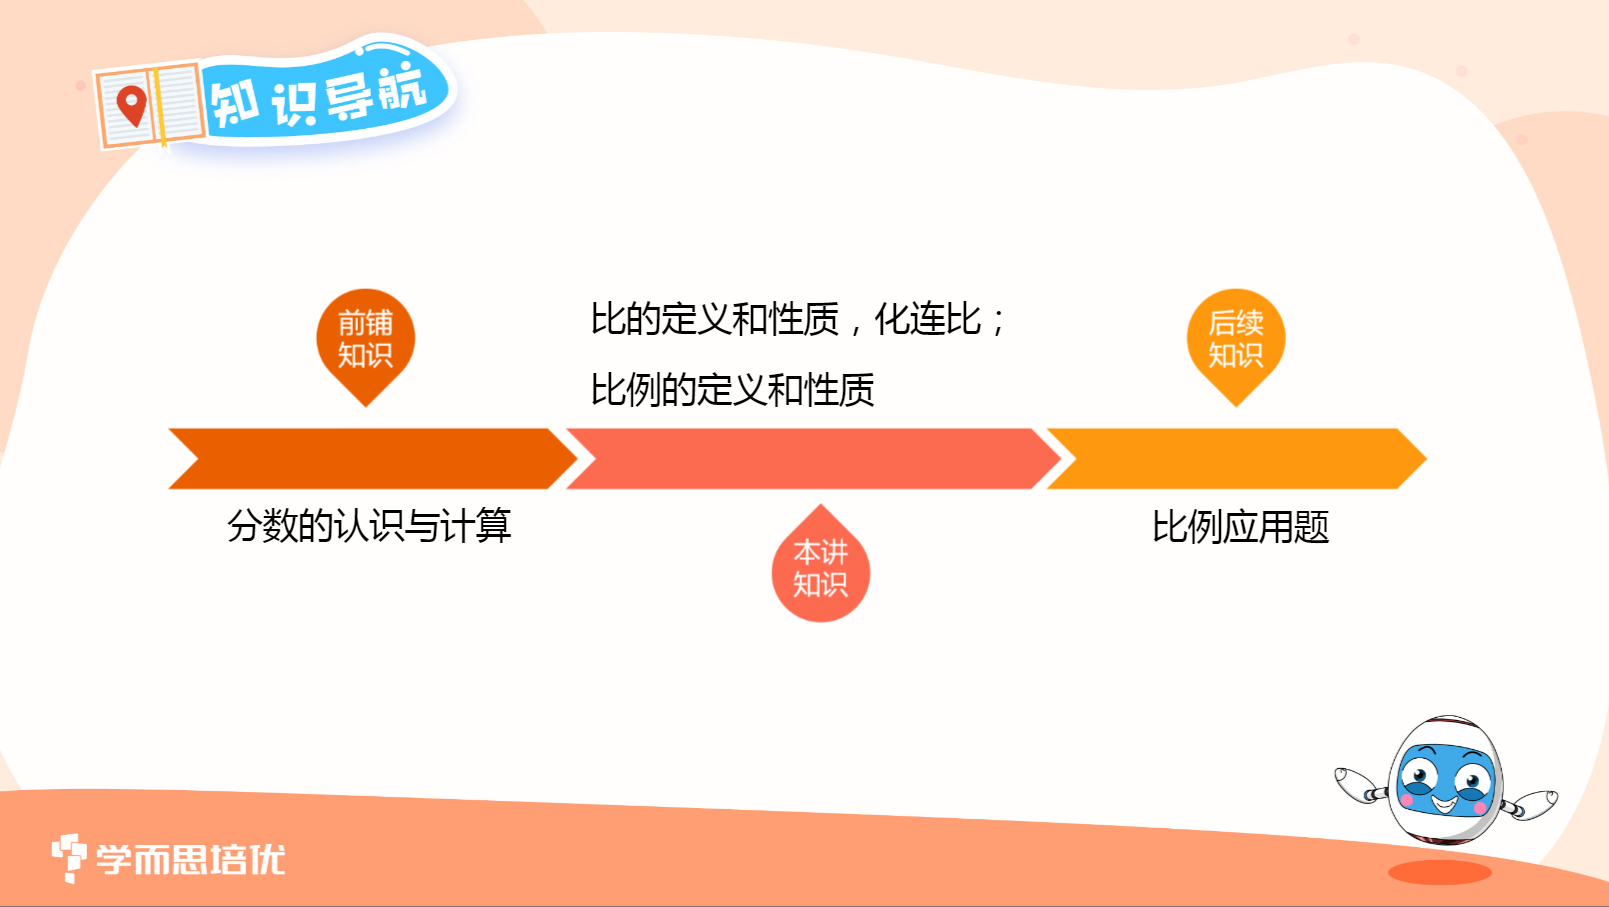 知识导航
前铺
知识
比的定义和性质，化连比；
比例的定义和性质
后续
知识
分数的认识与计算
本讲
知识
比例应用题
学而思培优